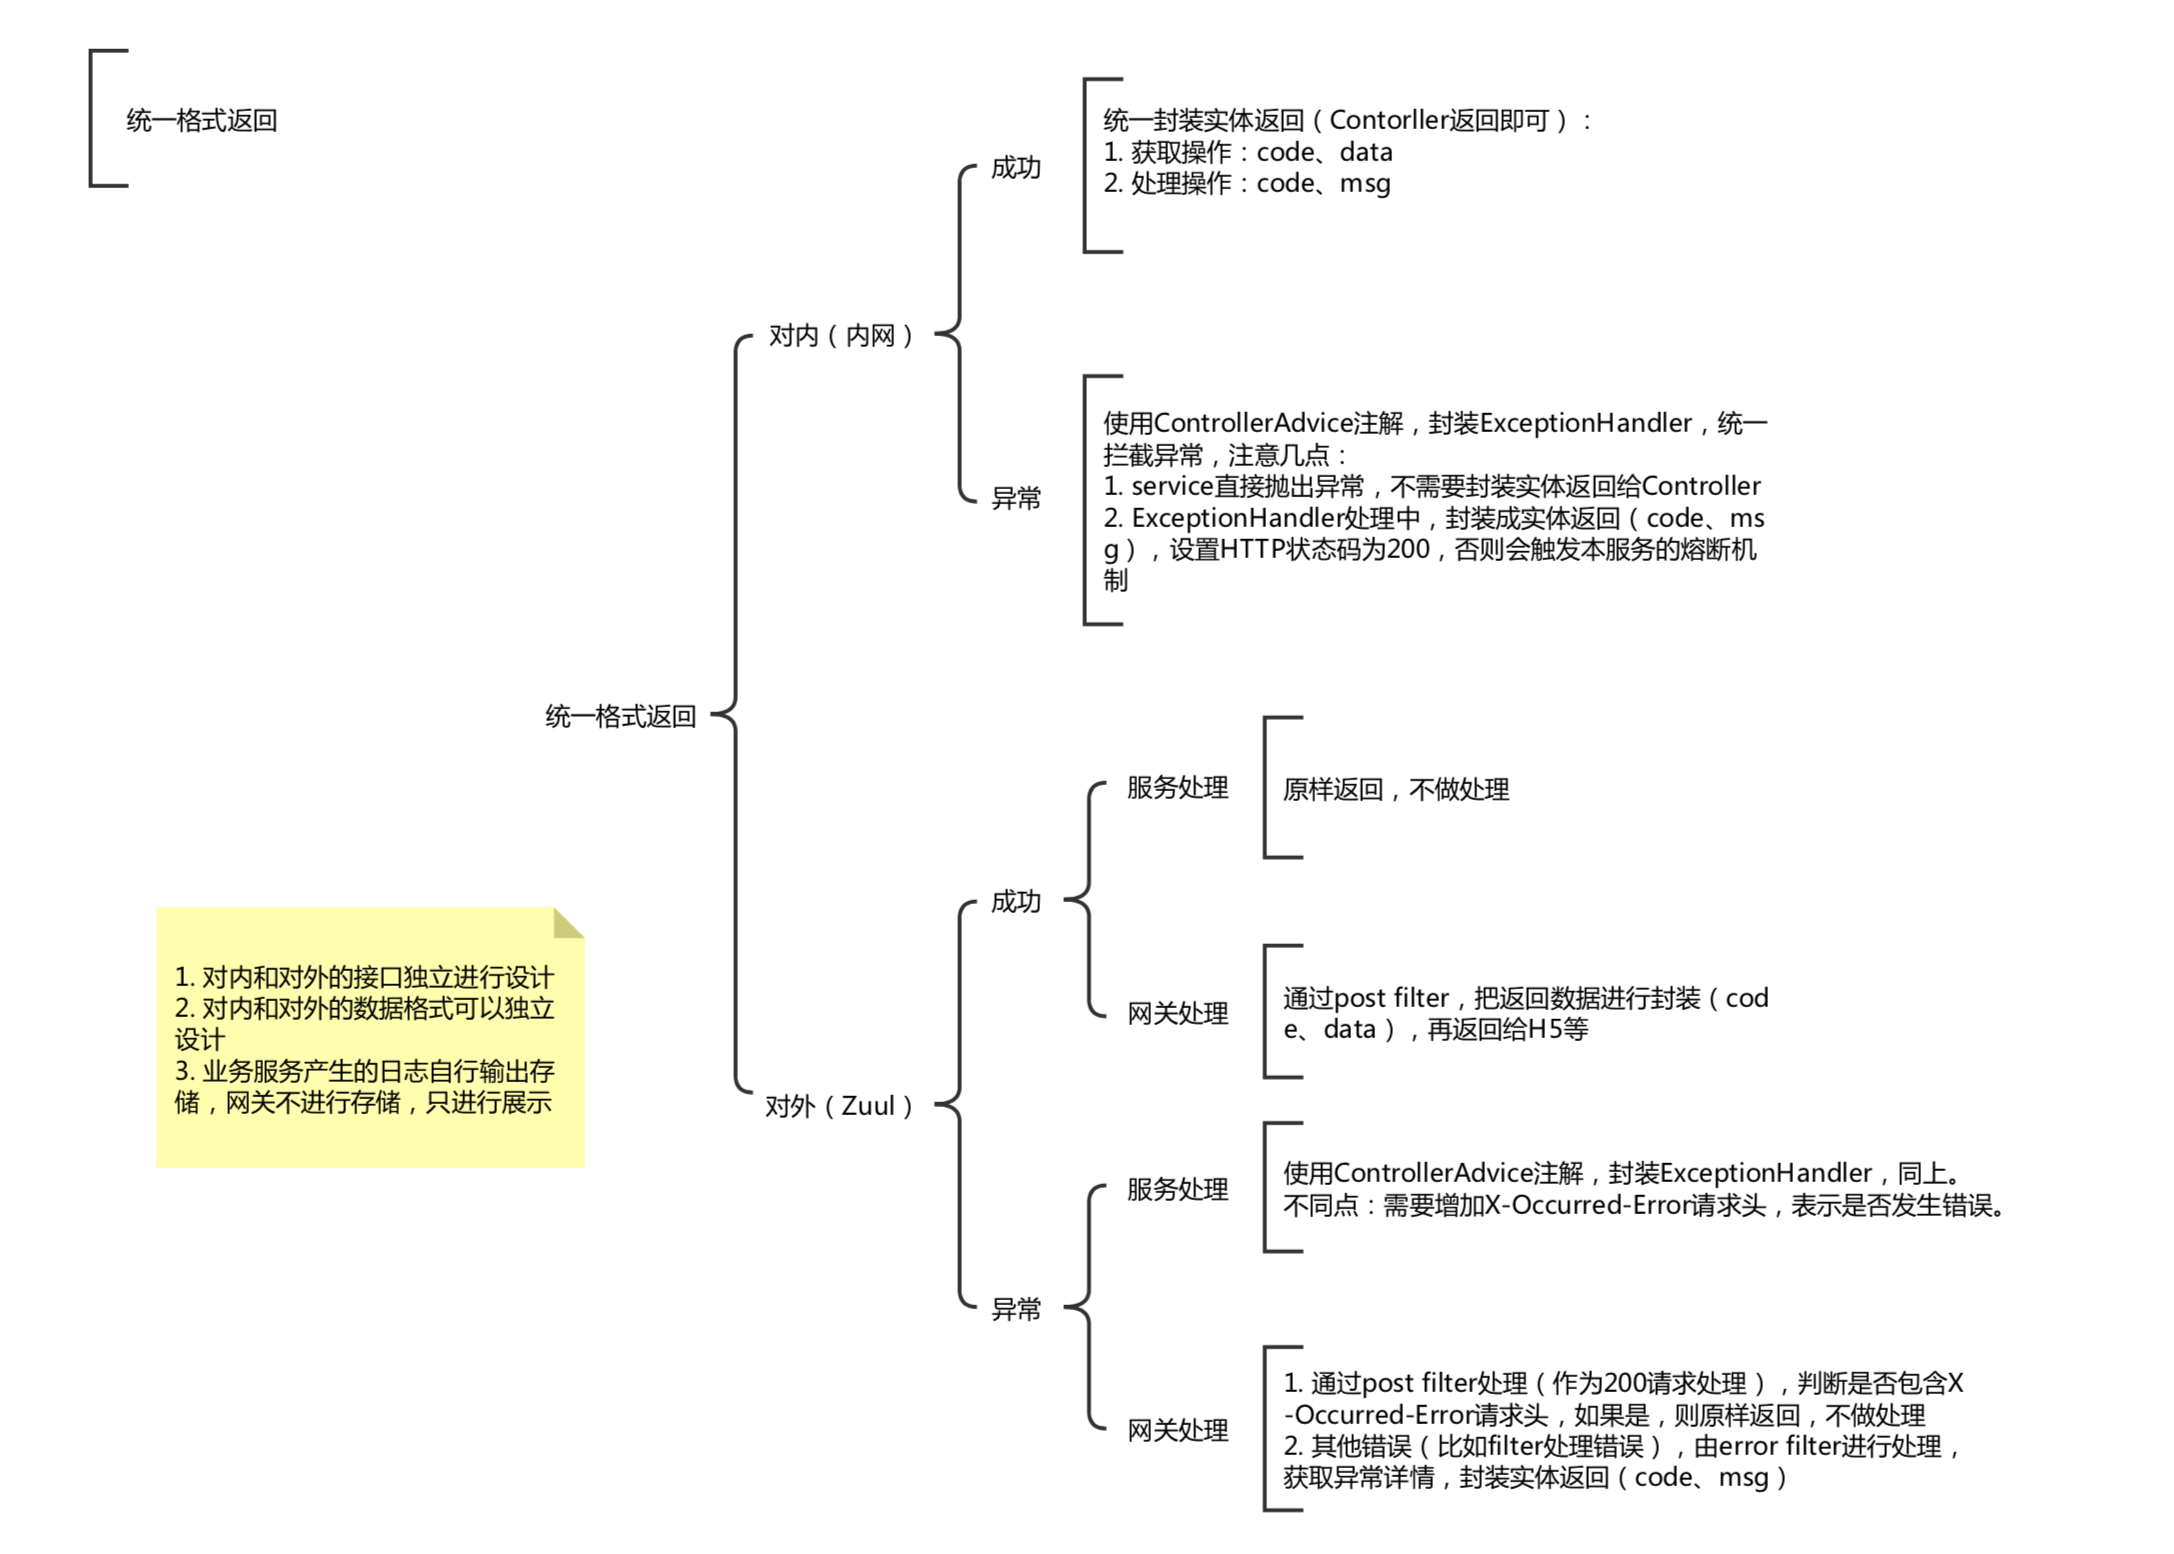 统一格式返回
统一封装实体返回（Contorller返回即可）：
1. 获取操作：code、data
2. 处理操作：code、msg
成功
对内（内网）
使用ControllerAdvice注解，封装ExceptionHandler，统一
拦截异常，注意几点：
1. service直接抛出异常，不需要封装实体返回给Controller
2. ExceptionHandler处理中，封装成实体返回（code、ms
g），设置HTTP状态码为200，否则会触发本服务的熔断机
制
异常
统一格式返回
服务处理
原样返回，不做处理
成功
网关处理
通过post filter，把返回数据进行封装（cod
e、data），再返回给H5等
1. 对内和对外的接口独立进行设计
2. 对内和对外的数据格式可以独立
设计
3. 业务服务产生的日志自行输出存
储，网关不进行存储，只进行展示
对外（Zuul）
服务处理
使用ControllerAdvice注解，封装ExceptionHandler，同上。
不同点：需要增加X-Occurred-Error请求头，表示是否发生错误。
异常
网关处理
1. 通过post filter处理（作为200请求处理），判断是否包含X
-Occurred-Error请求头，如果是，则原样返回，不做处理
2. 其他错误（比如filter处理错误），由error filter进行处理，
获取异常详情，封装实体返回（code、msg）